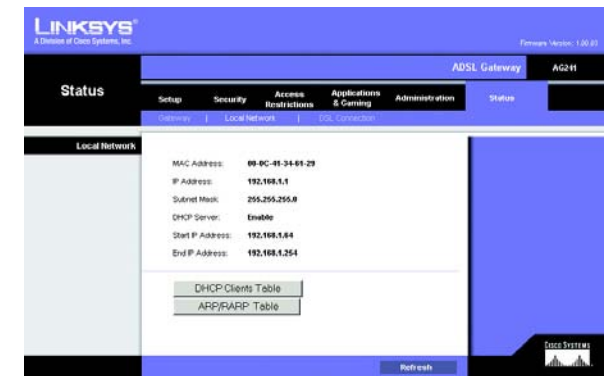 LINKSYS®
A Division of Cisco Systems, Inc.
Firmware Version: 1.00.01
ADSL Gateway AG241
Status
Setup Security Access Restrictions Applications & Gaming Administration Status
Gateway | Local Network | DSL Connection
Local Network
MAC Address: 00-0C-41-34-61-29
IP Address: 192.168.1.1
Subnet Mask: 255.255.255.0
DHCP Server: Enable
Start IP Address: 192.168.1.64
End IP Address: 192.168.1.254
DHCP Clients Table
ARP/RARP Table
CISCO SYSTEMS
Refresh